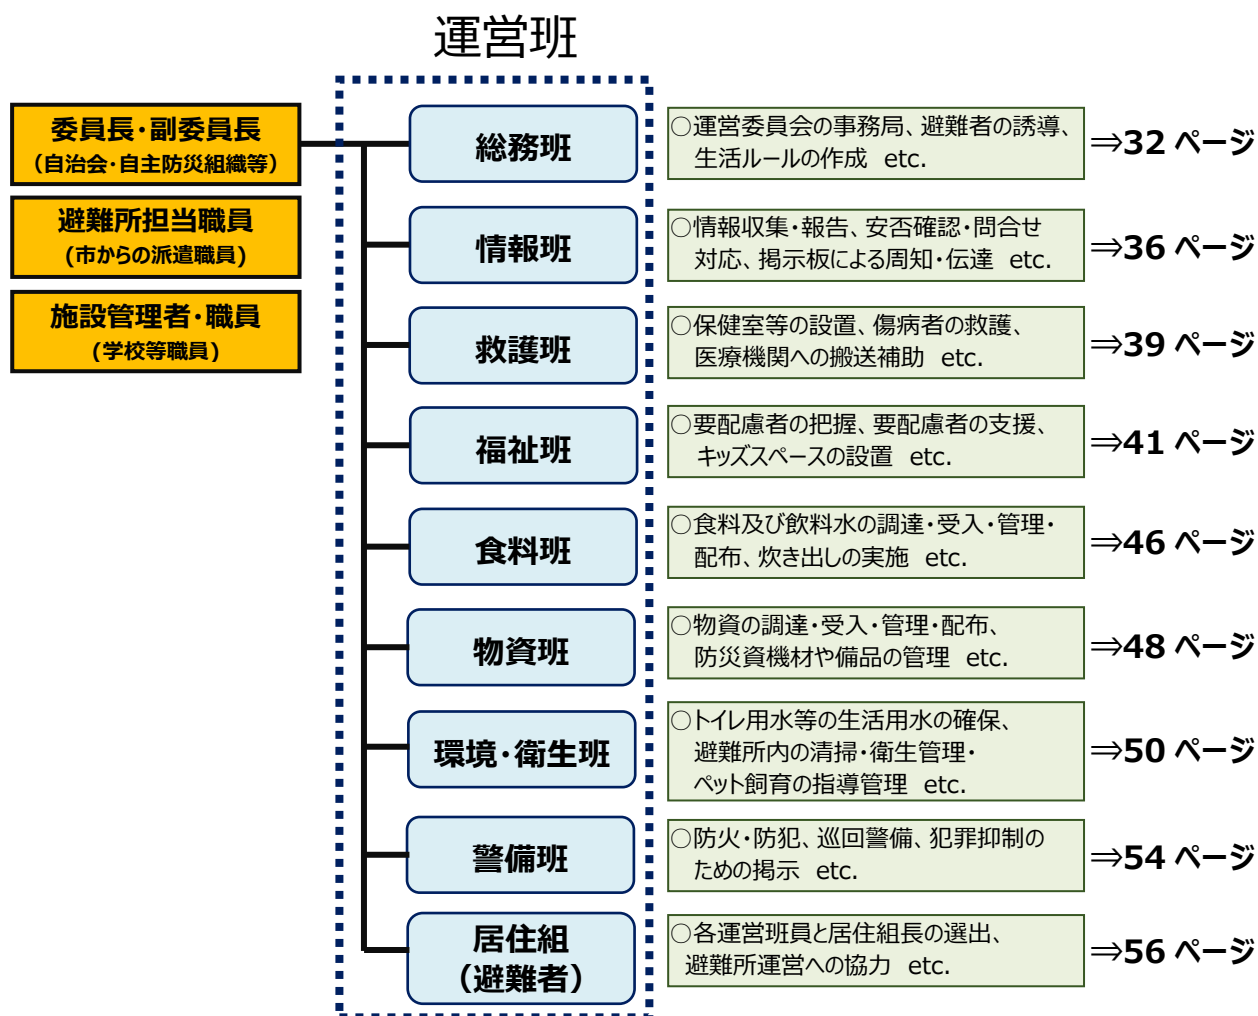 運営班
委員長・副委員長
（自治会・自主防災組織等）
避難所担当職員
(市からの派遣職員)
施設管理者・職員
(学校等職員)
総務班
○運営委員会の事務局、避難者の誘導、
生活ルールの作成 etc.
⇒32 ページ
情報班
○情報収集・報告、安否確認・問合せ
対応、掲示板による周知・伝達 etc.
⇒36 ページ
救護班
○保健室等の設置、傷病者の救護、
医療機関への搬送補助 etc.
⇒39 ページ
福祉班
○要配慮者の把握、要配慮者の支援、
キッズスペースの設置 etc.
⇒41 ページ
食料班
○食料及び飲料水の調達・受入・管理・
配布、炊き出しの実施 etc.
⇒46 ページ
物資班
○物資の調達・受入・管理・配布、
防災資機材や備品の管理 etc.
⇒48 ページ
環境・衛生班
○トイレ用水等の生活用水の確保、
避難所内の清掃・衛生管理・
ペット飼育の指導管理 etc.
⇒50 ページ
警備班
○防火・防犯、巡回警備、犯罪抑制の
ための掲示 etc.
⇒54 ページ
居住組
（避難者）
○各運営班員と居住組長の選出、
避難所運営への協力 etc.
⇒56 ページ